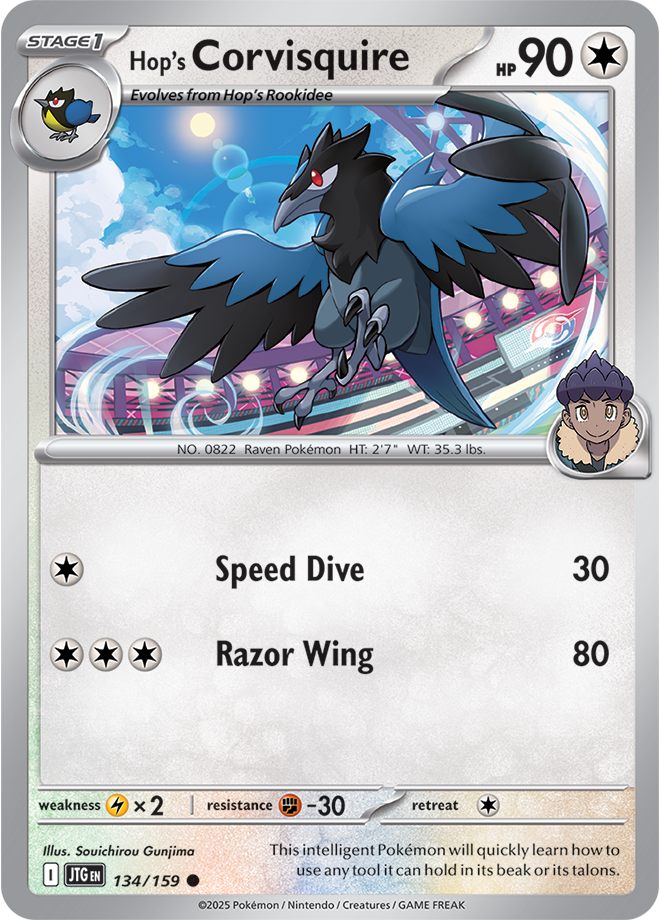 STAGE1
Hop's Corvisquire HP 90
Evolves from Hop's Rookidee
NO. 0822 Raven Pokémon HT: 2'7" WT: 35.3 lbs.
Speed Dive 30
Razor Wing 80
weakness ×2 resistance -30 retreat
Illus. Souichirou Gunjima
This intelligent Pokémon will quickly learn how to
use any tool it can hold in its beak or its talons.
I JTG EN 134/159
©2025 Pokémon / Nintendo / Creatures / GAME FREAK